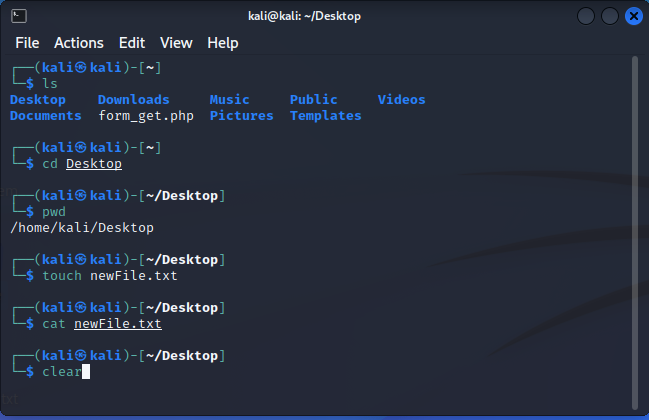 kali@kali: ~/Desktop
File Actions Edit View Help
┌──(kali㉿kali)-[~]
└─$ ls
Desktop Downloads Music Public Videos
Documents form_get.php Pictures Templates
┌──(kali㉿kali)-[~]
└─$ cd Desktop
┌──(kali㉿kali)-[~/Desktop]
└─$ pwd
/home/kali/Desktop
┌──(kali㉿kali)-[~/Desktop]
└─$ touch newFile.txt
┌──(kali㉿kali)-[~/Desktop]
└─$ cat newFile.txt
┌──(kali㉿kali)-[~/Desktop]
└─$ clear